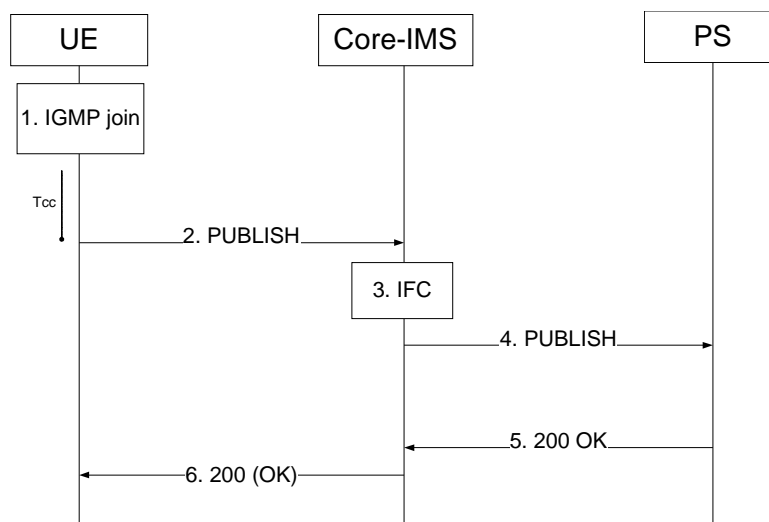 UE
Core-IMS
PS
1. IGMP join
Tcc
2. PUBLISH
3. IFC
4. PUBLISH
5. 200 OK
6. 200 (OK)